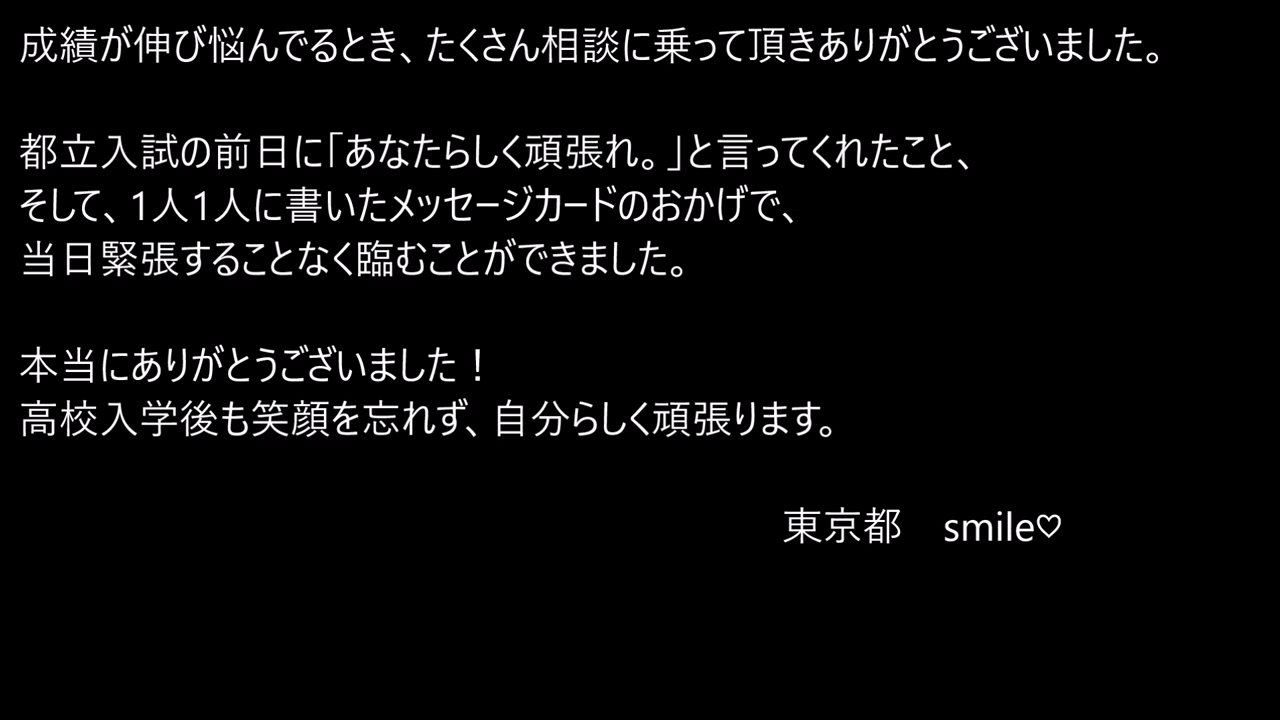 成績が伸び悩んでるとき、たくさん相談に乗って頂きありがとうございました。
都立入試の前日に「あなたらしく頑張れ。」と言ってくれたこと、
そして、1人1人に書いたメッセージカードのおかげで、
当日緊張することなく臨むことができました。
本当にありがとうございました！
高校入学後も笑顔を忘れず、自分らしく頑張ります。
東京都　smile♡